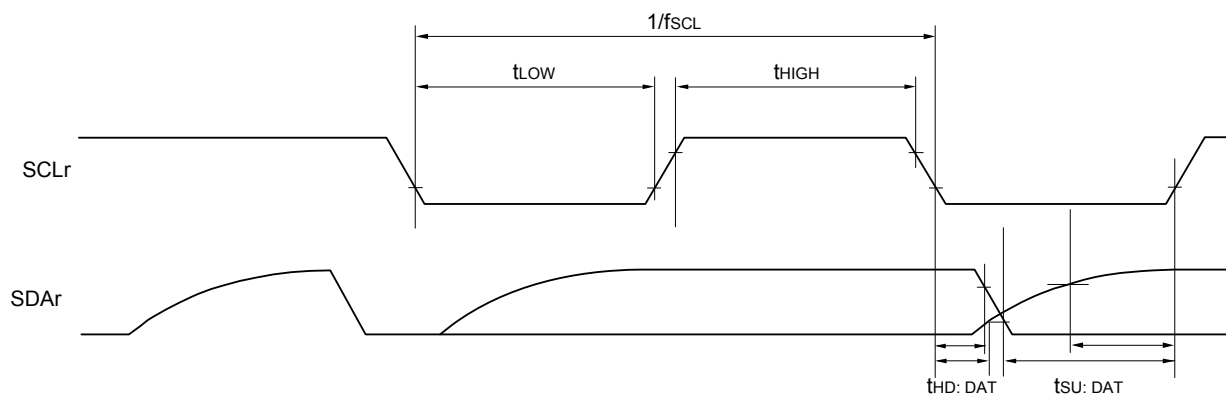 1/fSCL
tLOW tHIGH
SCLr
SDAr
tHD: DAT tSU: DAT